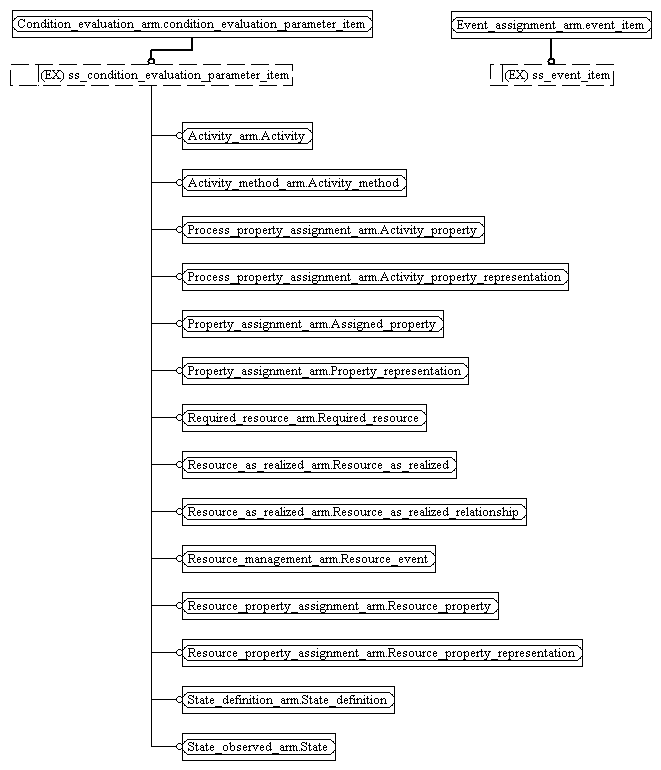 Condition_evaluation_arm.condition_evaluation_parameter_item
Event_assignment_arm.event_item
(EX) ss_condition_evaluation_parameter_item
(EX) ss_event_item
Activity_arm.Activity
Activity_method_arm.Activity_method
Process_property_assignment_arm.Activity_property
Process_property_assignment_arm.Activity_property_representation
Property_assignment_arm.Assigned_property
Property_assignment_arm.Property_representation
Required_resource_arm.Required_resource
Resource_as_realized_arm.Resource_as_realized
Resource_as_realized_arm.Resource_as_realized_relationship
Resource_management_arm.Resource_event
Resource_property_assignment_arm.Resource_property
Resource_property_assignment_arm.Resource_property_representation
State_definition_arm.State_definition
State_observed_arm.State